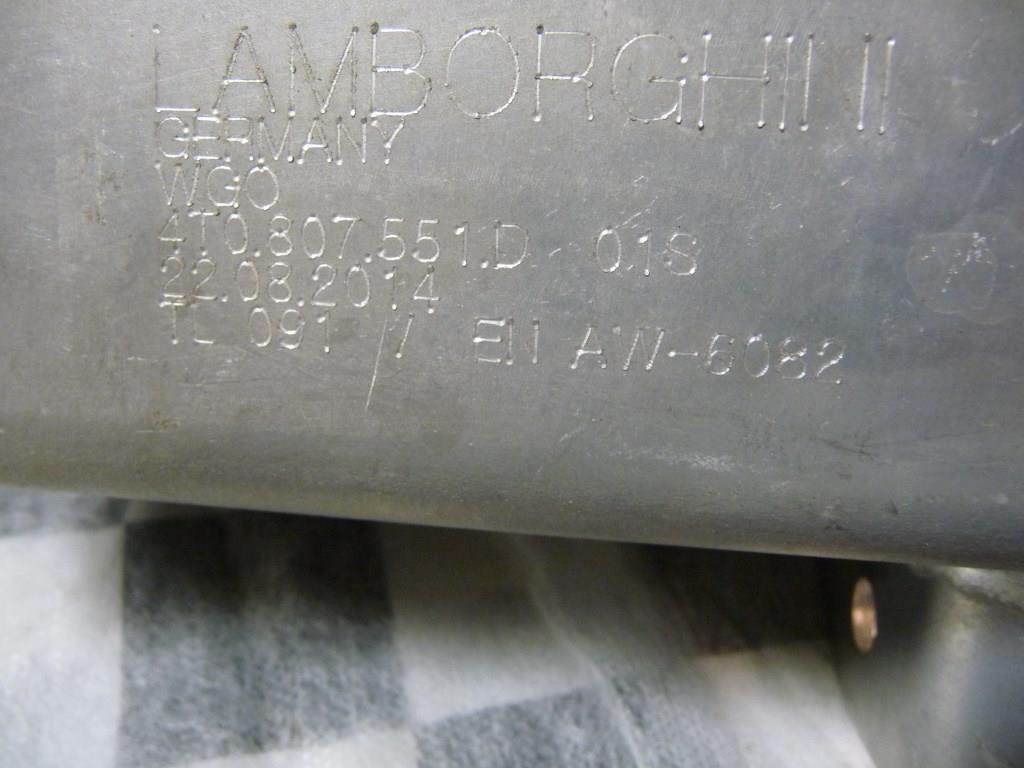 LAMBORGHINI
GERMANY
WGO
4T0.807.551.D 018
22.08.2014
TL 091 // EN AW-6082